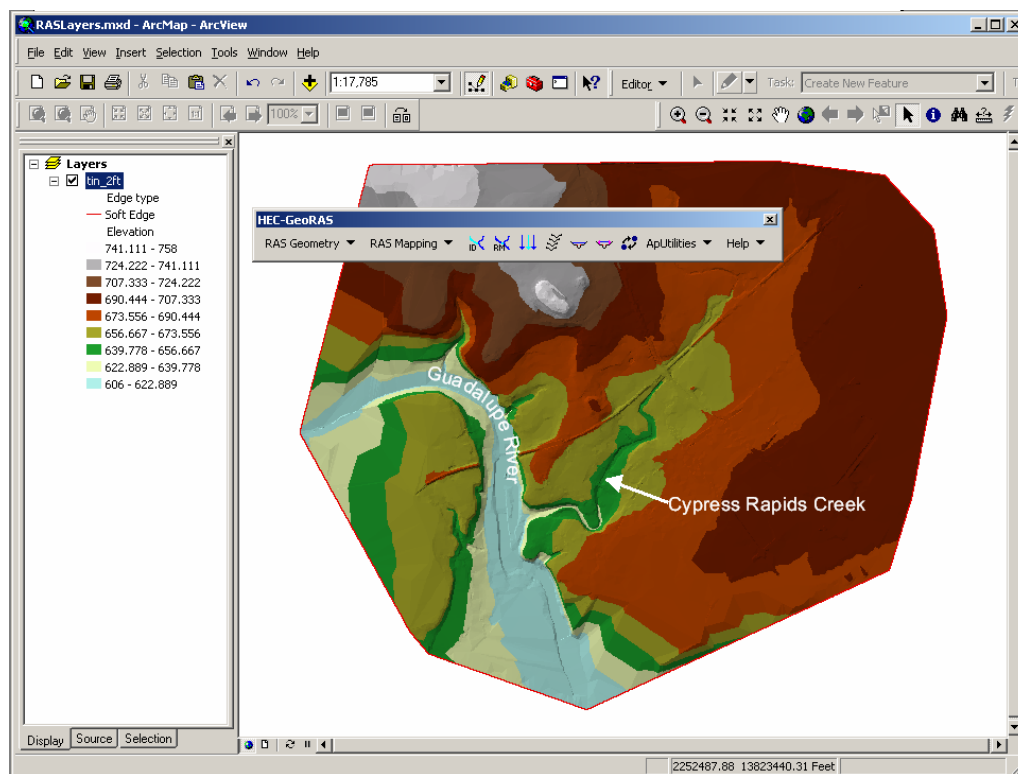 RASLayers.mxd - ArcMap - ArcView
File Edit View Insert Selection Tools Window Help
1:17,785 Editor Task: Create New Feature
100%
Layers
tin_2ft
Edge type
Soft Edge
Elevation
741.111 - 758
724.222 - 741.111
707.333 - 724.222
690.444 - 707.333
673.556 - 690.444
656.667 - 673.556
639.778 - 656.667
622.889 - 639.778
606 - 622.889
HEC-GeoRAS
RAS Geometry RAS Mapping ID RM ApUtilities Help
Guadalupe River
Cypress Rapids Creek
Display Source Selection
2252487.88 13823440.31 Feet